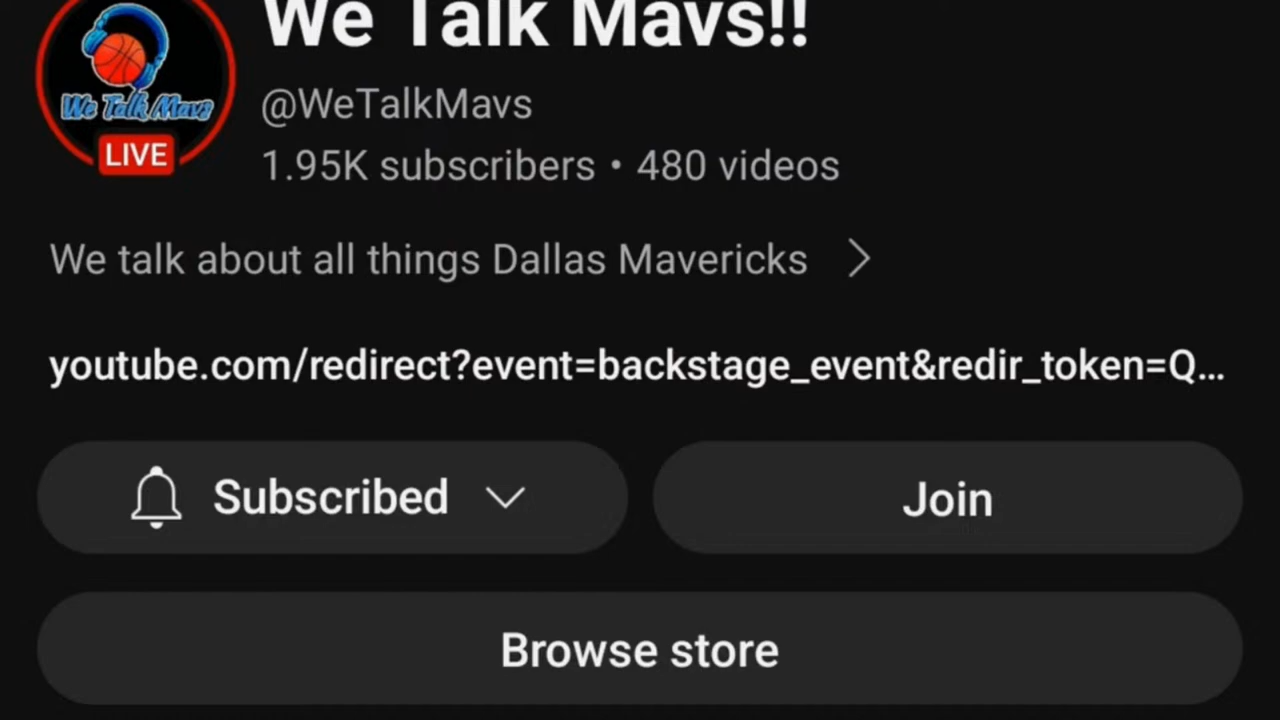 We Talk Mavs!!
We Talk Mavs
LIVE
@WeTalkMavs
1.95K subscribers • 480 videos
We talk about all things Dallas Mavericks
youtube.com/redirect?event=backstage_event&redir_token=Q...
Subscribed
Join
Browse store